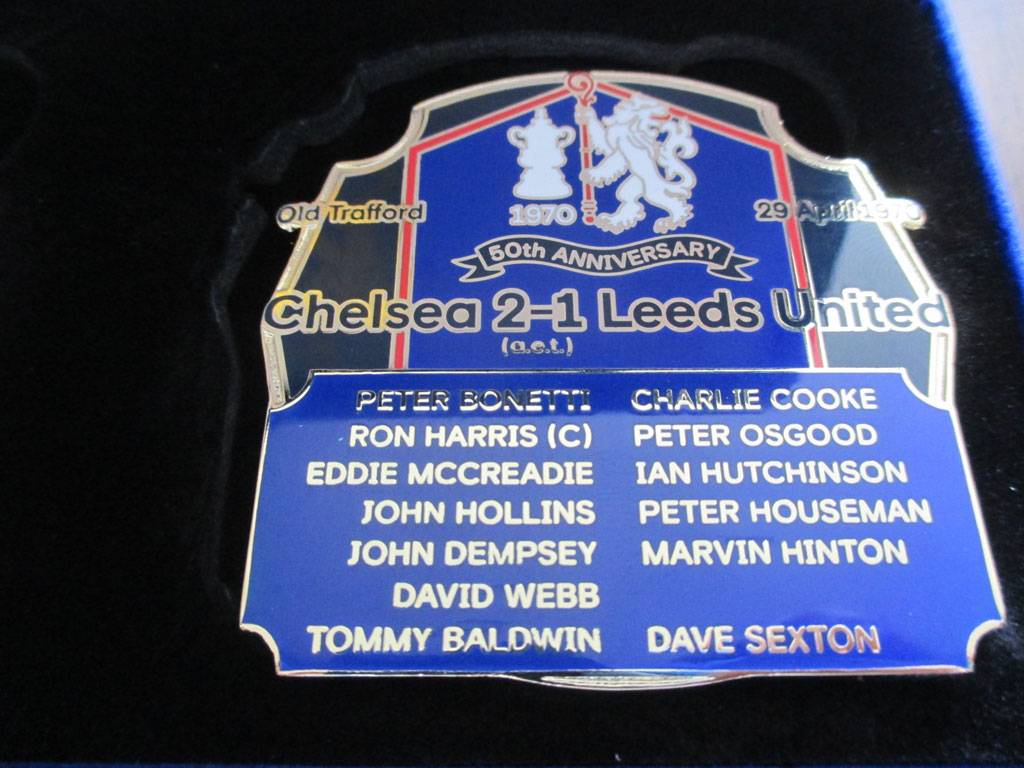 1970
Old Trafford
29 April 1970
50th ANNIVERSARY
Chelsea 2-1 Leeds United
(a.e.t.)
PETER BONETTI CHARLIE COOKE
RON HARRIS (C) PETER OSGOOD
EDDIE MCCREADIE IAN HUTCHINSON
JOHN HOLLINS PETER HOUSEMAN
JOHN DEMPSEY MARVIN HINTON
DAVID WEBB
TOMMY BALDWIN DAVE SEXTON